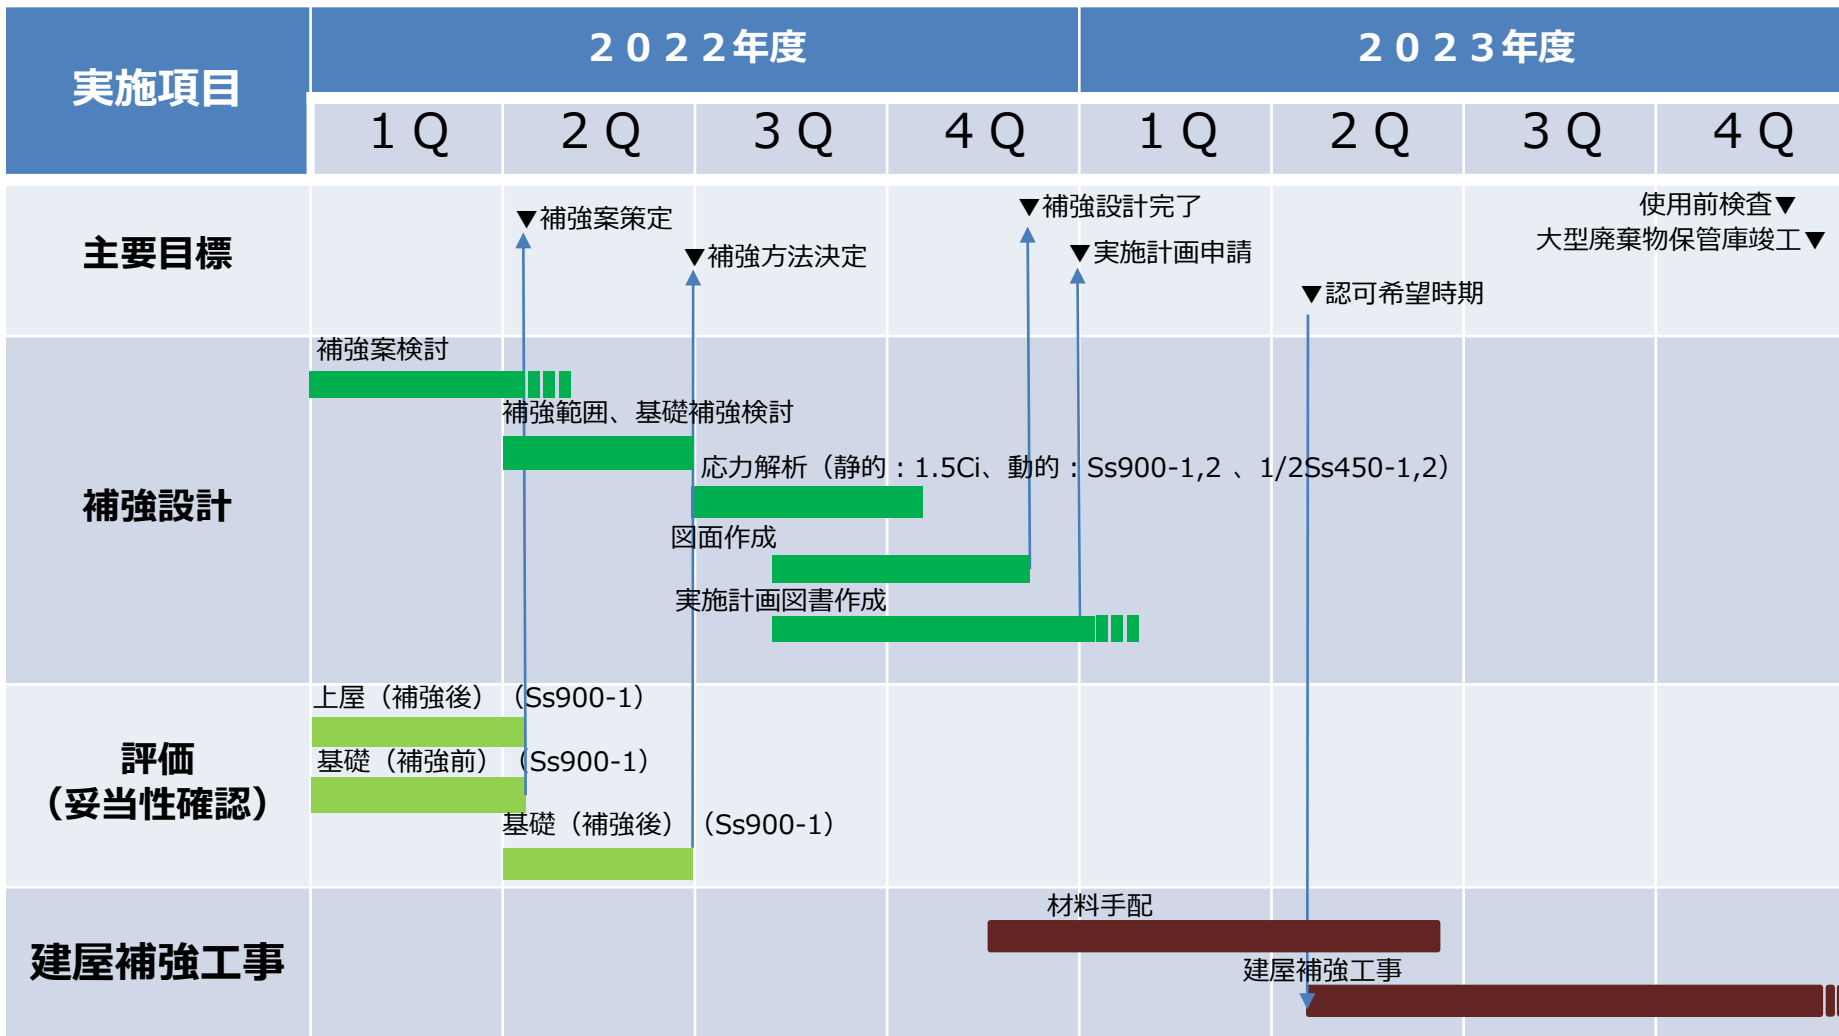 実施項目
２０２２年度
２０２３年度
１Ｑ
２Ｑ
３Ｑ
４Ｑ
１Ｑ
２Ｑ
３Ｑ
４Ｑ
主要目標
▼補強案策定
▼補強方法決定
▼補強設計完了
▼実施計画申請
▼認可希望時期
使用前検査▼
大型廃棄物保管庫竣工▼
補強設計
補強案検討
補強範囲、基礎補強検討
応力解析（静的：1.5Ci、動的：Ss900-1,2 、1/2Ss450-1,2）
図面作成
実施計画図書作成
評価
（妥当性確認）
上屋（補強後）（Ss900-1）
基礎（補強前）（Ss900-1）
基礎（補強後）（Ss900-1）
建屋補強工事
材料手配
建屋補強工事